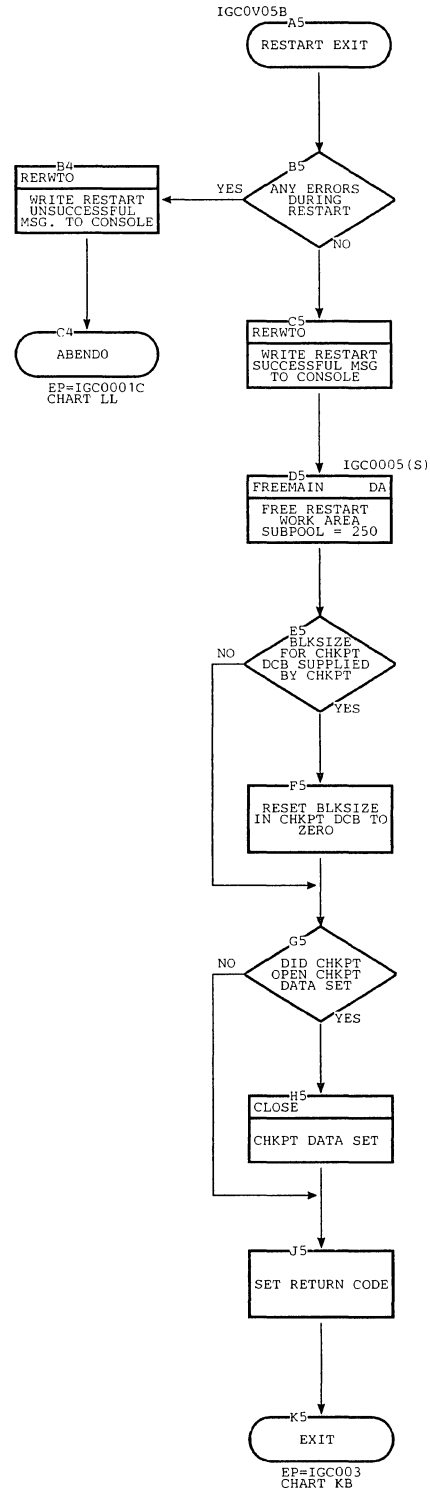 IGC0V05B
A5
RESTART EXIT
B5
ANY ERRORS
DURING
RESTART
YES
NO
B4
RERWTO
WRITE RESTART
UNSUCCESSFUL
MSG. TO CONSOLE
C4
ABEND0
EP=IGC0001C
CHART LL
C5
RERWTO
WRITE RESTART
SUCCESSFUL MSG
TO CONSOLE
IGC0005(S)
D5
FREEMAIN DA
FREE RESTART
WORK AREA
SUBPOOL = 250
E5
BLKSIZE
FOR CHKPT
DCB SUPPLIED
BY CHKPT
NO
YES
F5
RESET BLKSIZE
IN CHKPT DCB TO
ZERO
G5
DID CHKPT
OPEN CHKPT
DATA SET
NO
YES
H5
CLOSE
CHKPT DATA SET
J5
SET RETURN CODE
K5
EXIT
EP=IGC003
CHART KB